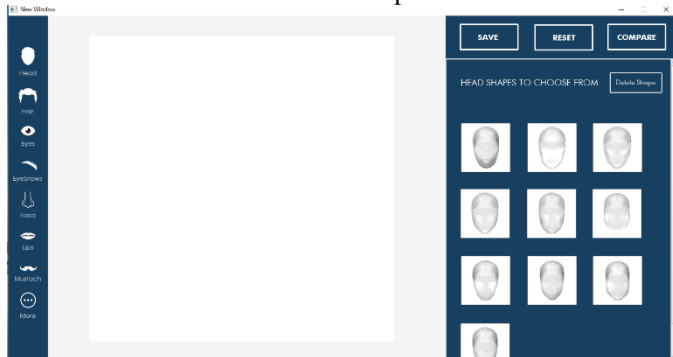 New Window
SAVE
RESET
COMPARE
Head
HEAD SHAPES TO CHOOSE FROM
Delete Shape
Hair
Eyes
Eyebrows
Nose
Lips
Mustach
More